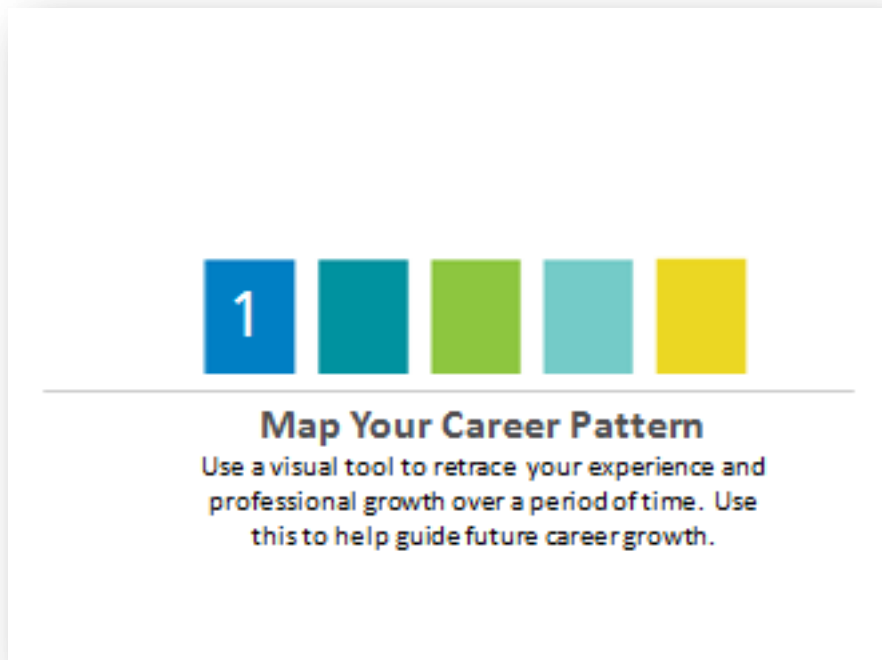 1
Map Your Career Pattern
Use a visual tool to retrace your experience and
professional growth over a period of time. Use
this to help guide future career growth.